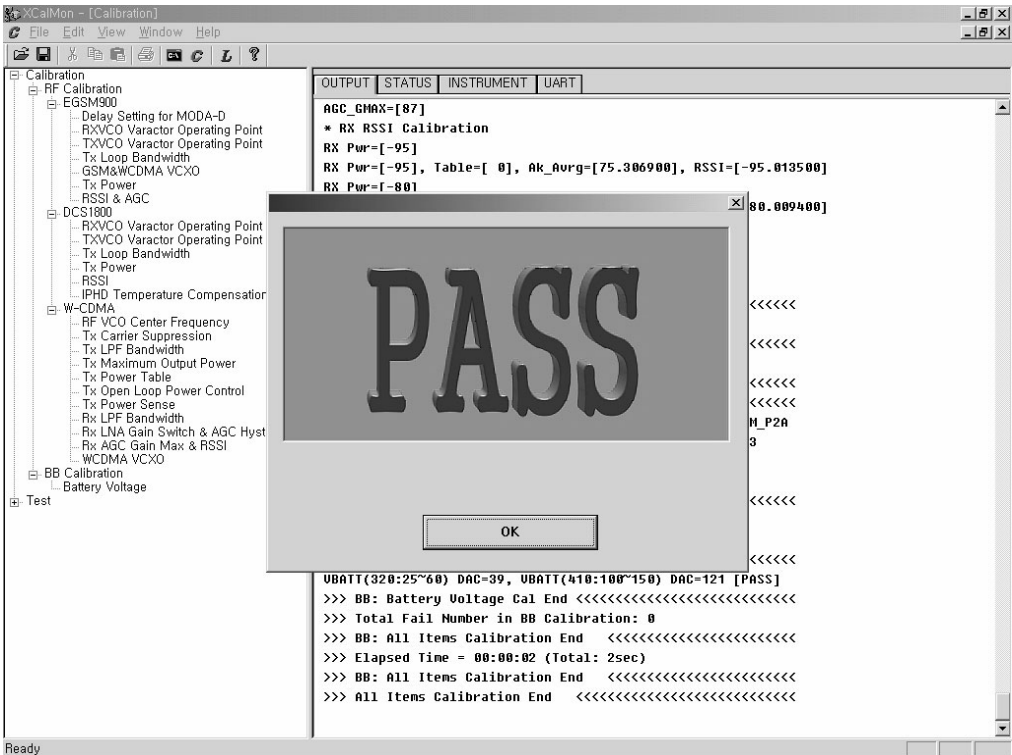 XCalMon - [Calibration]
File Edit View Window Help
Calibration
RF Calibration
EGSM900
Delay Setting for MODA-D
RXVCO Varactor Operating Point
TXVCO Varactor Operating Point
Tx Loop Bandwidth
GSM&WCDMA VCXO
Tx Power
RSSI & AGC
DCS1800
RXVCO Varactor Operating Point
TXVCO Varactor Operating Point
Tx Loop Bandwidth
Tx Power
RSSI
IPHD Temperature Compensation
W-CDMA
RF VCO Center Frequency
Tx Carrier Suppression
Tx LPF Bandwidth
Tx Maximum Output Power
Tx Power Table
Tx Open Loop Power Control
Tx Power Sense
Rx LPF Bandwidth
Rx LNA Gain Switch & AGC Hyst
Rx AGC Gain Max & RSSI
WCDMA VCXO
BB Calibration
Battery Voltage
Test
OUTPUT STATUS INSTRUMENT UART
AGC_GMAX=[87]
* RX RSSI Calibration
RX Pwr=[-95]
RX Pwr=[-95], Table=[ 0], Ak_Avrg=[75.306900], RSSI=[-95.013500]
RX Pwr=[-80]
80.009400]
<<<<<<
<<<<<<
<<<<<<
<<<<<<
M_P2A
3
<<<<<<
<<<<<<
VBATT(320:25~60) DAC=39, VBATT(410:100~150) DAC=121 [PASS]
>>> BB: Battery Voltage Cal End <<<<<<<<<<<<<<<<<<<<<<<<<<<<
>>> Total Fail Number in BB Calibration: 0
>>> BB: All Items Calibration End <<<<<<<<<<<<<<<<<<<<<<<<
>>> Elapsed Time = 00:00:02 (Total: 2sec)
>>> BB: All Items Calibration End <<<<<<<<<<<<<<<<<<<<<<<<
>>> All Items Calibration End <<<<<<<<<<<<<<<<<<<<<<<<<<<<
PASS
OK
Ready